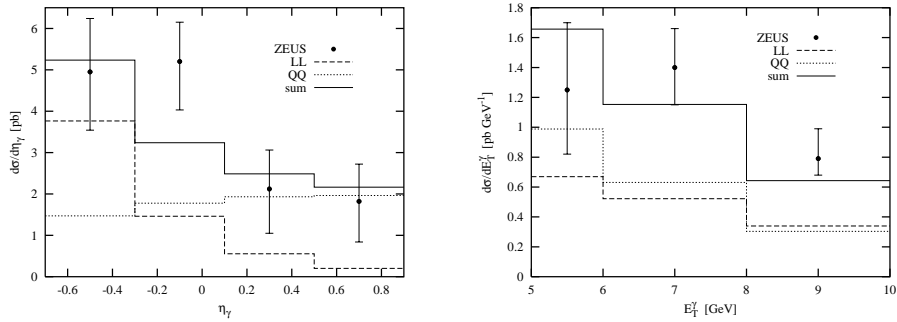 dσ/dηγ [pb]
6
5
4
3
2
1
0
-0.6 -0.4 -0.2 0 0.2 0.4 0.6 0.8
ηγ
ZEUS
LL
QQ
sum
dσ/dE_T^γ [pb GeV⁻¹]
1.8
1.6
1.4
1.2
1
0.8
0.6
0.4
0.2
0
5 6 7 8 9 10
E_T^γ [GeV]
ZEUS
LL
QQ
sum